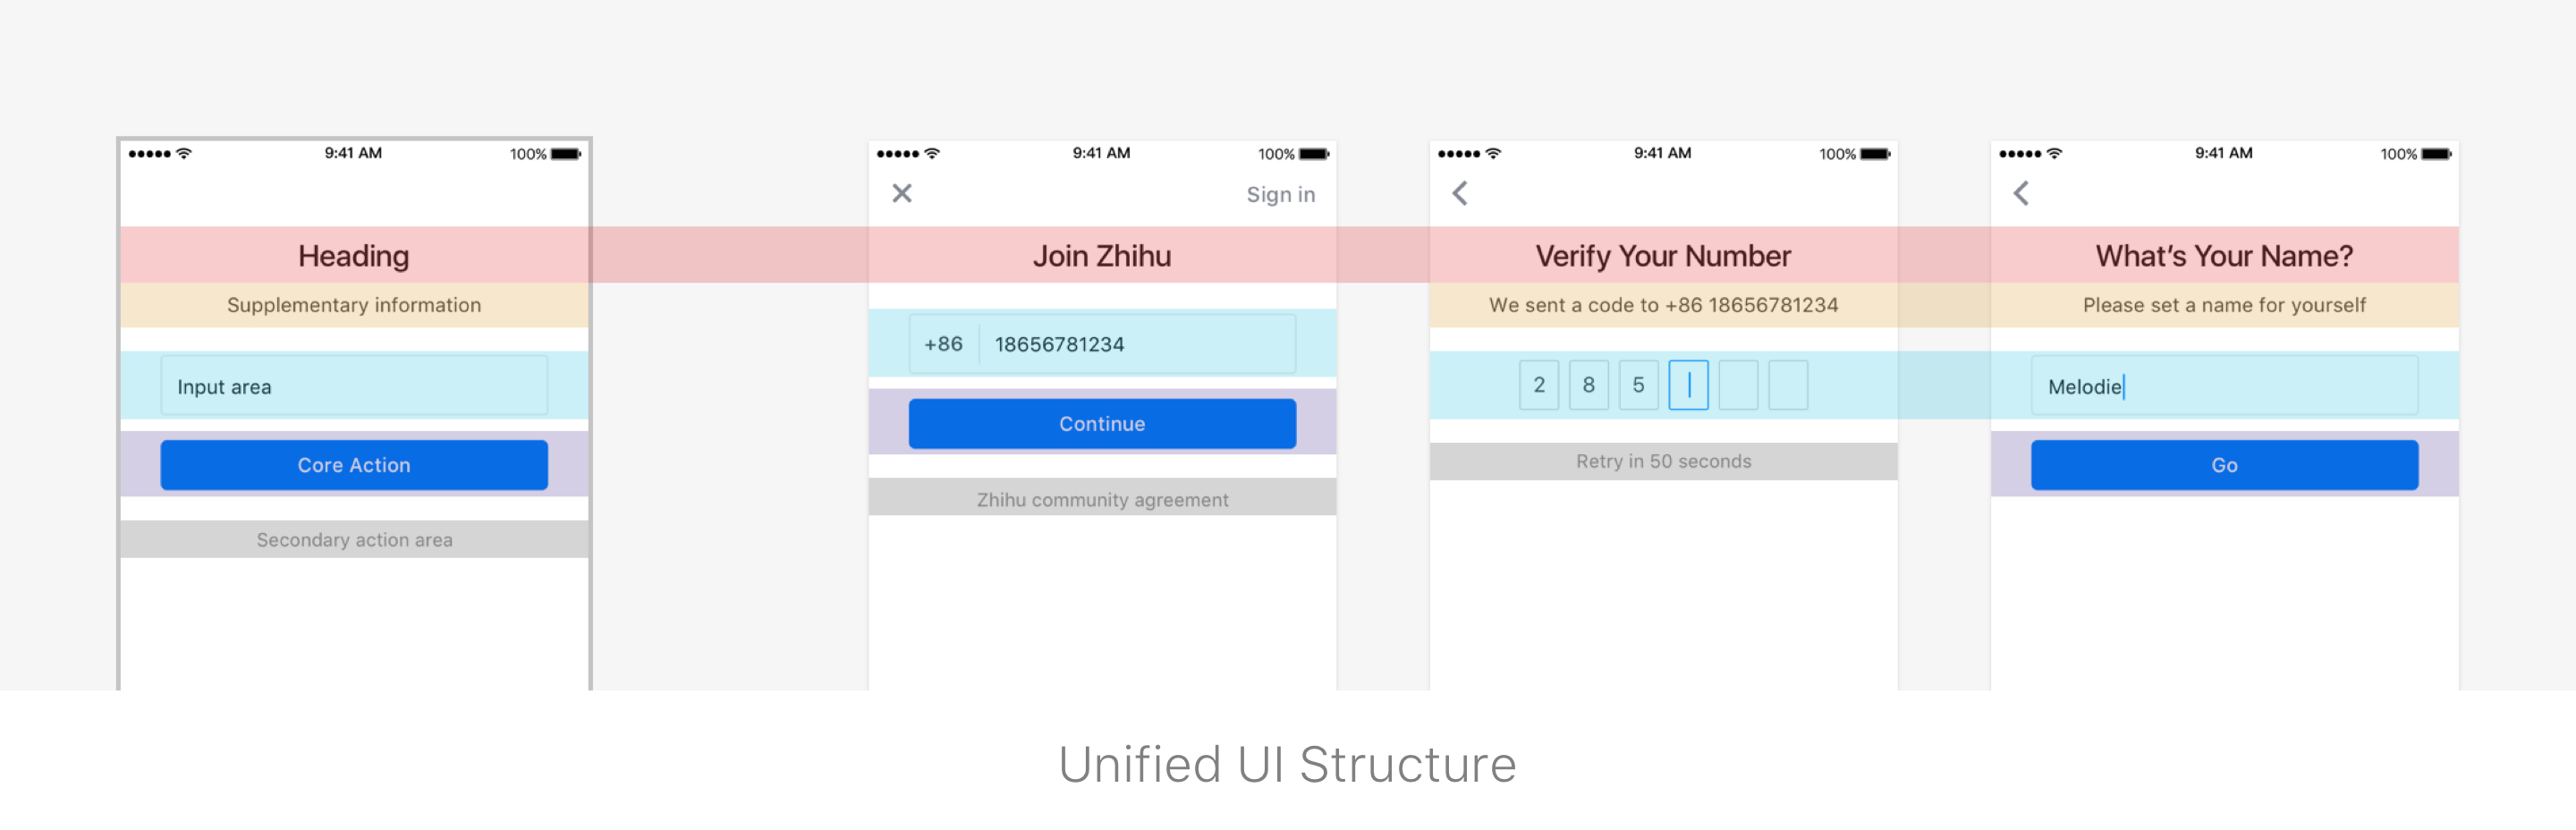 9:41 AM 100%
Heading
Supplementary information
Input area
Core Action
Secondary action area
9:41 AM 100%
Sign in
Join Zhihu
+86 18656781234
Continue
Zhihu community agreement
9:41 AM 100%
Verify Your Number
We sent a code to +86 18656781234
2 8 5
Retry in 50 seconds
9:41 AM 100%
What’s Your Name?
Please set a name for yourself
Melodie
Go
Unified UI Structure